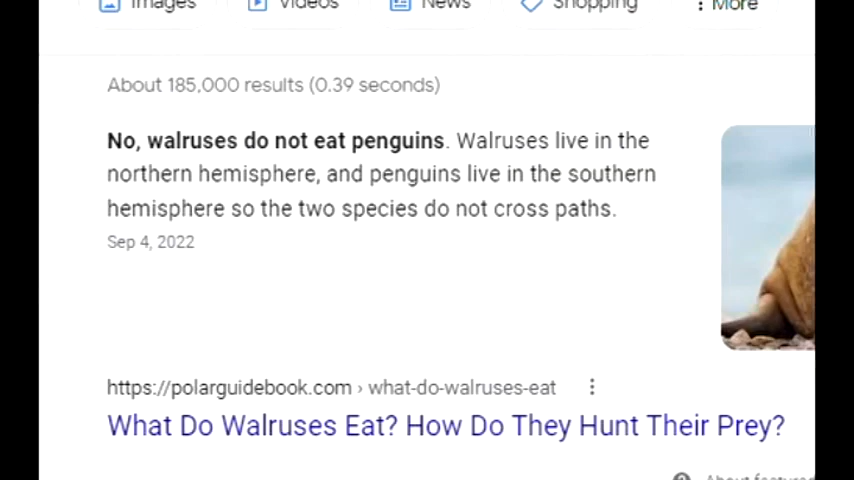 Images Videos News Shopping More
About 185,000 results (0.39 seconds)
No, walruses do not eat penguins. Walruses live in the
northern hemisphere, and penguins live in the southern
hemisphere so the two species do not cross paths.
Sep 4, 2022
https://polarguidebook.com › what-do-walruses-eat
What Do Walruses Eat? How Do They Hunt Their Prey?
About